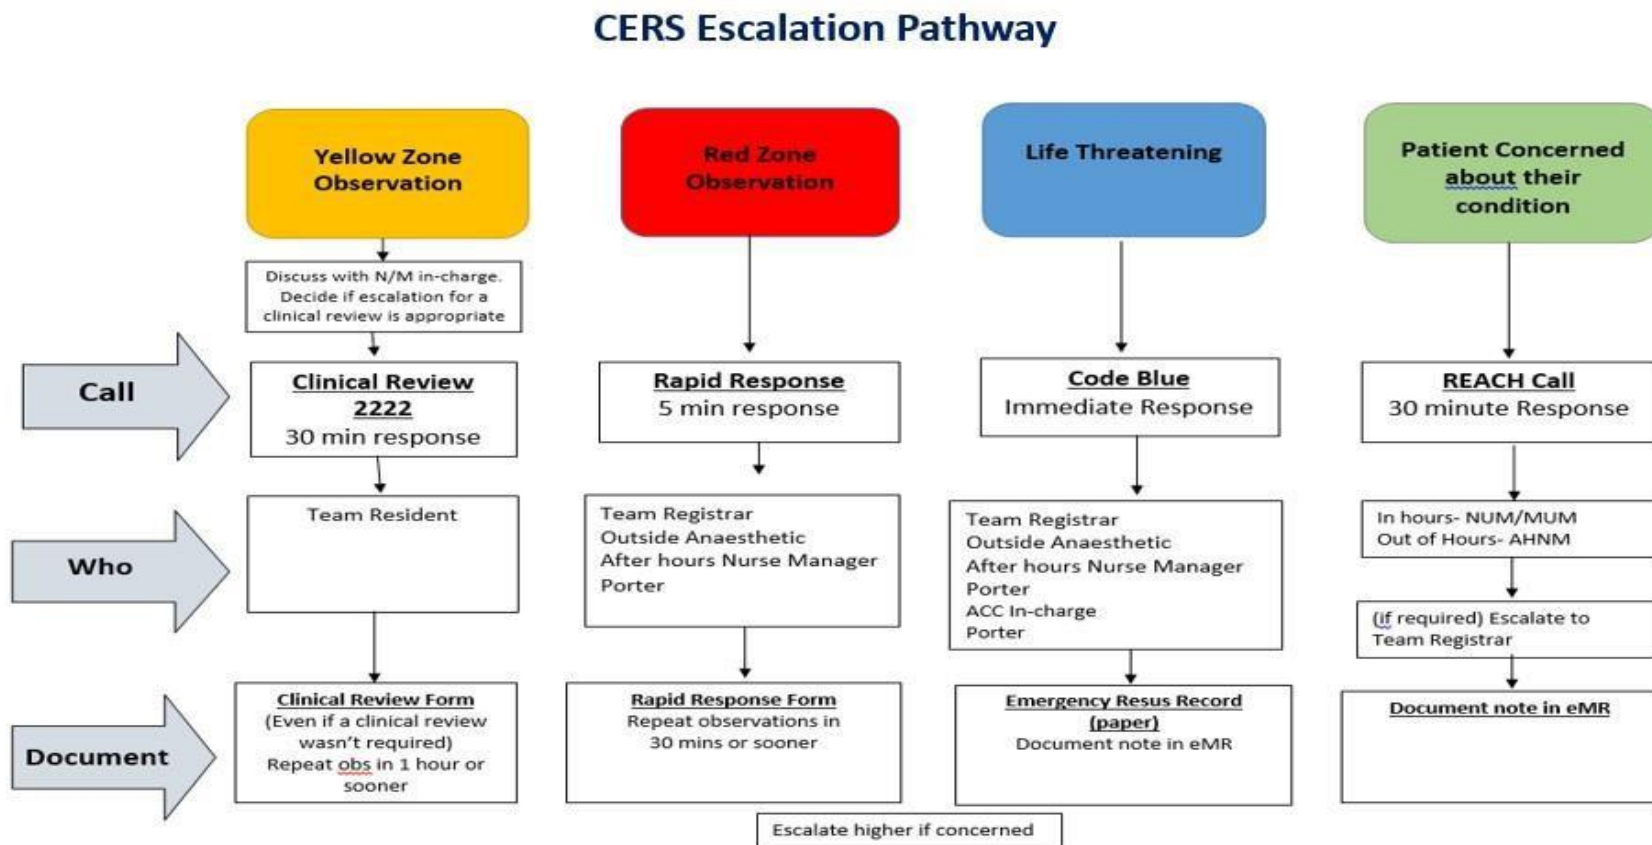 CERS Escalation Pathway
Yellow Zone
Observation
Red Zone
Observation
Life Threatening
Patient Concerned
about their
condition
Discuss with N/M in-charge.
Decide if escalation for a
clinical review is appropriate
Call
Clinical Review
2222
30 min response
Rapid Response
5 min response
Code Blue
Immediate Response
REACH Call
30 minute Response
Who
Team Resident
Team Registrar
Outside Anaesthetic
After hours Nurse Manager
Porter
Team Registrar
Outside Anaesthetic
After hours Nurse Manager
Porter
ACC In-charge
Porter
In hours- NUM/MUM
Out of Hours- AHNM
(if required) Escalate to
Team Registrar
Document
Clinical Review Form
(Even if a clinical review
wasn't required)
Repeat obs in 1 hour or
sooner
Rapid Response Form
Repeat observations in
30 mins or sooner
Emergency Resus Record
(paper)
Document note in eMR
Document note in eMR
Escalate higher if concerned